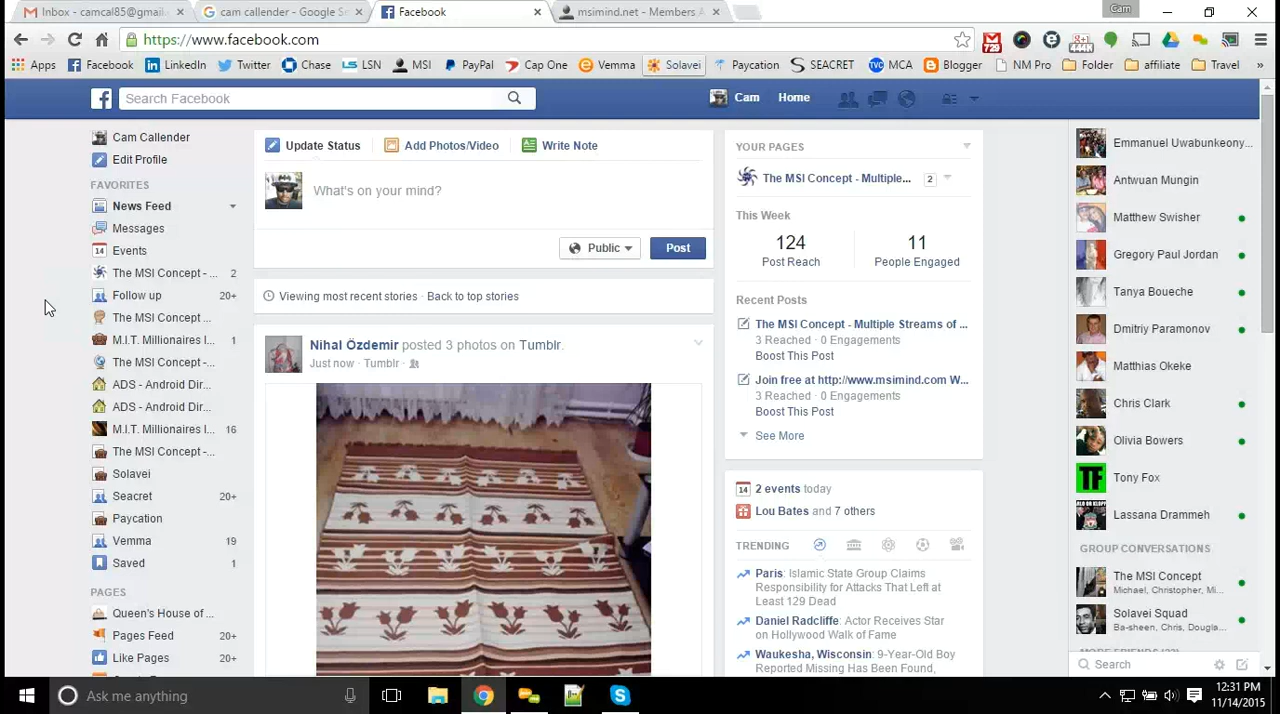 Inbox - camcal85@gmail.
cam callender - Google S
Facebook
msimind.net - Members A
Cam
https://www.facebook.com
729
444K
Apps
Facebook
LinkedIn
Twitter
Chase
LS LSN
MSI
PayPal
Cap One
Vemma
Solavei
Paycation
SEACRET
TVC MCA
Blogger
NM Pro
Folder
affiliate
Travel
»
Search Facebook
Cam
Home
Cam Callender
Edit Profile
FAVORITES
News Feed
Messages
14 Events
The MSI Concept - ... 2
Follow up 20+
The MSI Concept ...
M.I.T. Millionaires I... 1
The MSI Concept -...
ADS - Android Dir...
ADS - Android Dir...
M.I.T. Millionaires I... 16
The MSI Concept -...
Solavei
Seacret 20+
Paycation
Vemma 19
Saved 1
PAGES
Queen's House of ...
Pages Feed 20+
Like Pages 20+
Update Status
Add Photos/Video
Write Note
What's on your mind?
Public
Post
Viewing most recent stories · Back to top stories
Nihal Özdemir posted 3 photos on Tumblr.
Just now · Tumblr ·
YOUR PAGES
The MSI Concept - Multiple... 2
This Week
124
Post Reach
11
People Engaged
Recent Posts
The MSI Concept - Multiple Streams of ...
3 Reached · 0 Engagements
Boost This Post
Join free at http://www.msimind.com W...
3 Reached · 0 Engagements
Boost This Post
See More
14 2 events today
Lou Bates and 7 others
TRENDING
Paris: Islamic State Group Claims
Responsibility for Attacks That Left at
Least 129 Dead
Daniel Radcliffe: Actor Receives Star
on Hollywood Walk of Fame
Waukesha, Wisconsin: 9-Year-Old Boy
Reported Missing Has Been Found,
Emmanuel Uwabunkeony...
Antwuan Mungin
Matthew Swisher
Gregory Paul Jordan
Tanya Boueche
Dmitriy Paramonov
Matthias Okeke
Chris Clark
Olivia Bowers
TF Tony Fox
Lassana Drammeh
GROUP CONVERSATIONS
The MSI Concept
Michael, Christopher, Mi...
Solavei Squad
Ba-sheen, Chris, Dougla...
Search
Ask me anything
12:31 PM
11/14/2015